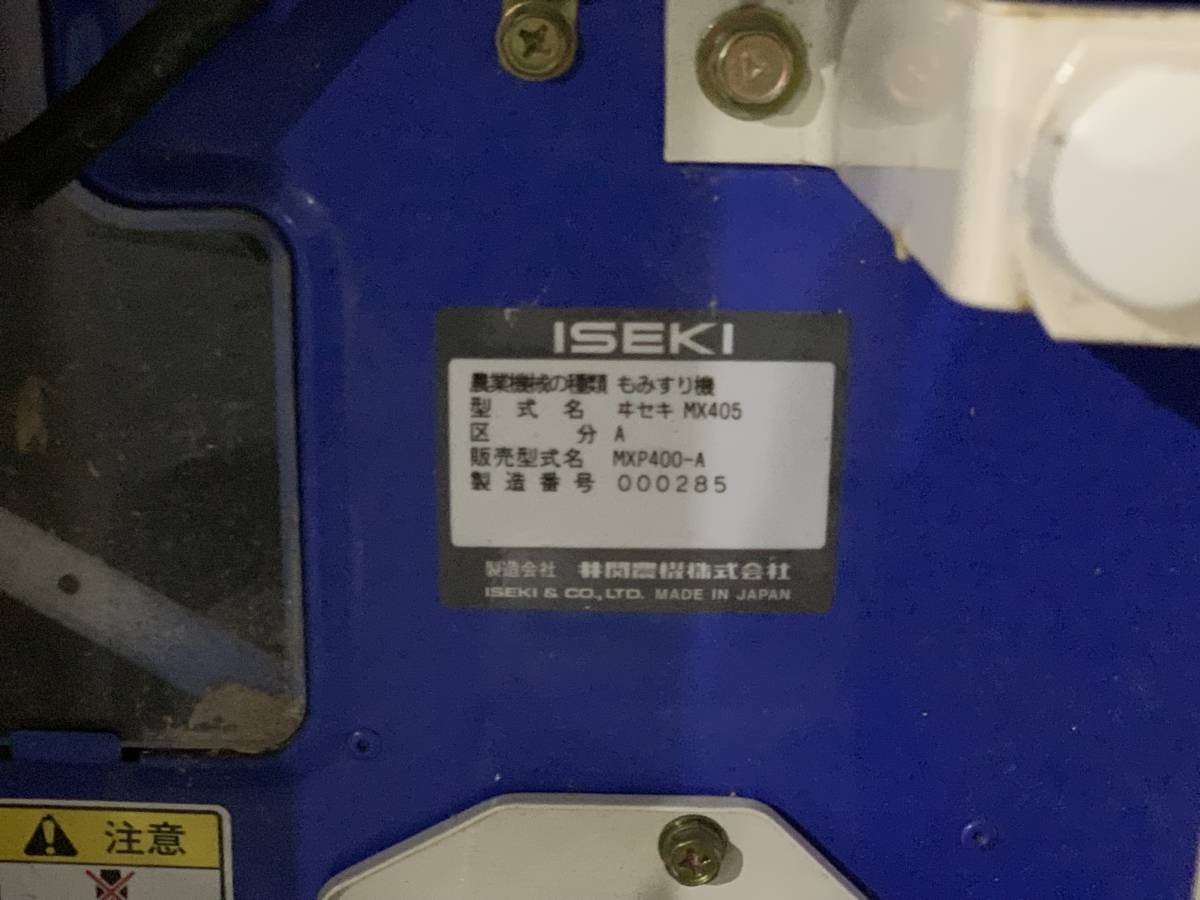 ISEKI
農業機械の種類 もみすり機
型式名 ヰセキ MX405
区分 A
販売型式名 MXP400-A
製造番号 000285
製造会社 井関農機株式会社
ISEKI & CO., LTD. MADE IN JAPAN
注意